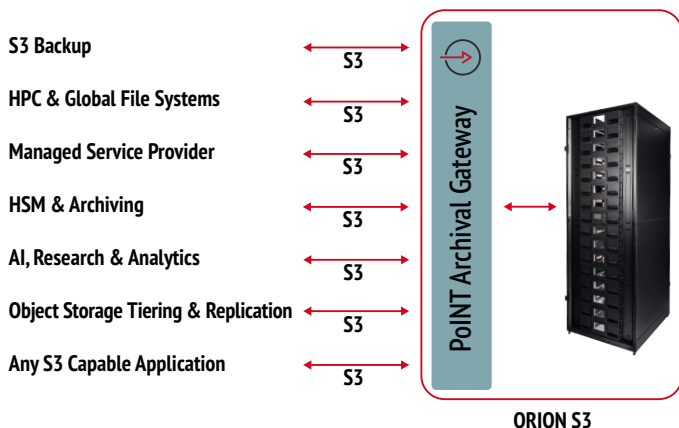 S3 Backup
S3
HPC & Global File Systems
S3
Managed Service Provider
S3
HSM & Archiving
S3
AI, Research & Analytics
S3
Object Storage Tiering & Replication
S3
Any S3 Capable Application
S3
PoINT Archival Gateway
ORION S3